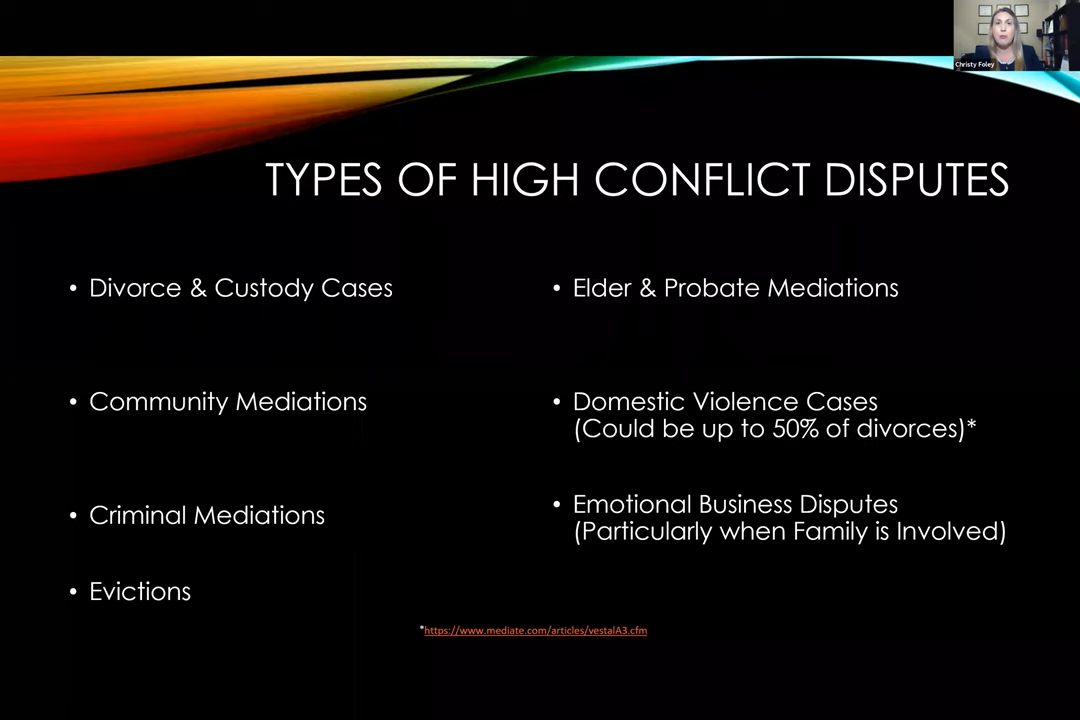 Christy Foley
TYPES OF HIGH CONFLICT DISPUTES
• Divorce & Custody Cases
• Community Mediations
• Criminal Mediations
• Evictions
• Elder & Probate Mediations
• Domestic Violence Cases
(Could be up to 50% of divorces)*
• Emotional Business Disputes
(Particularly when Family is Involved)
*https://www.mediate.com/articles/vestalA3.cfm